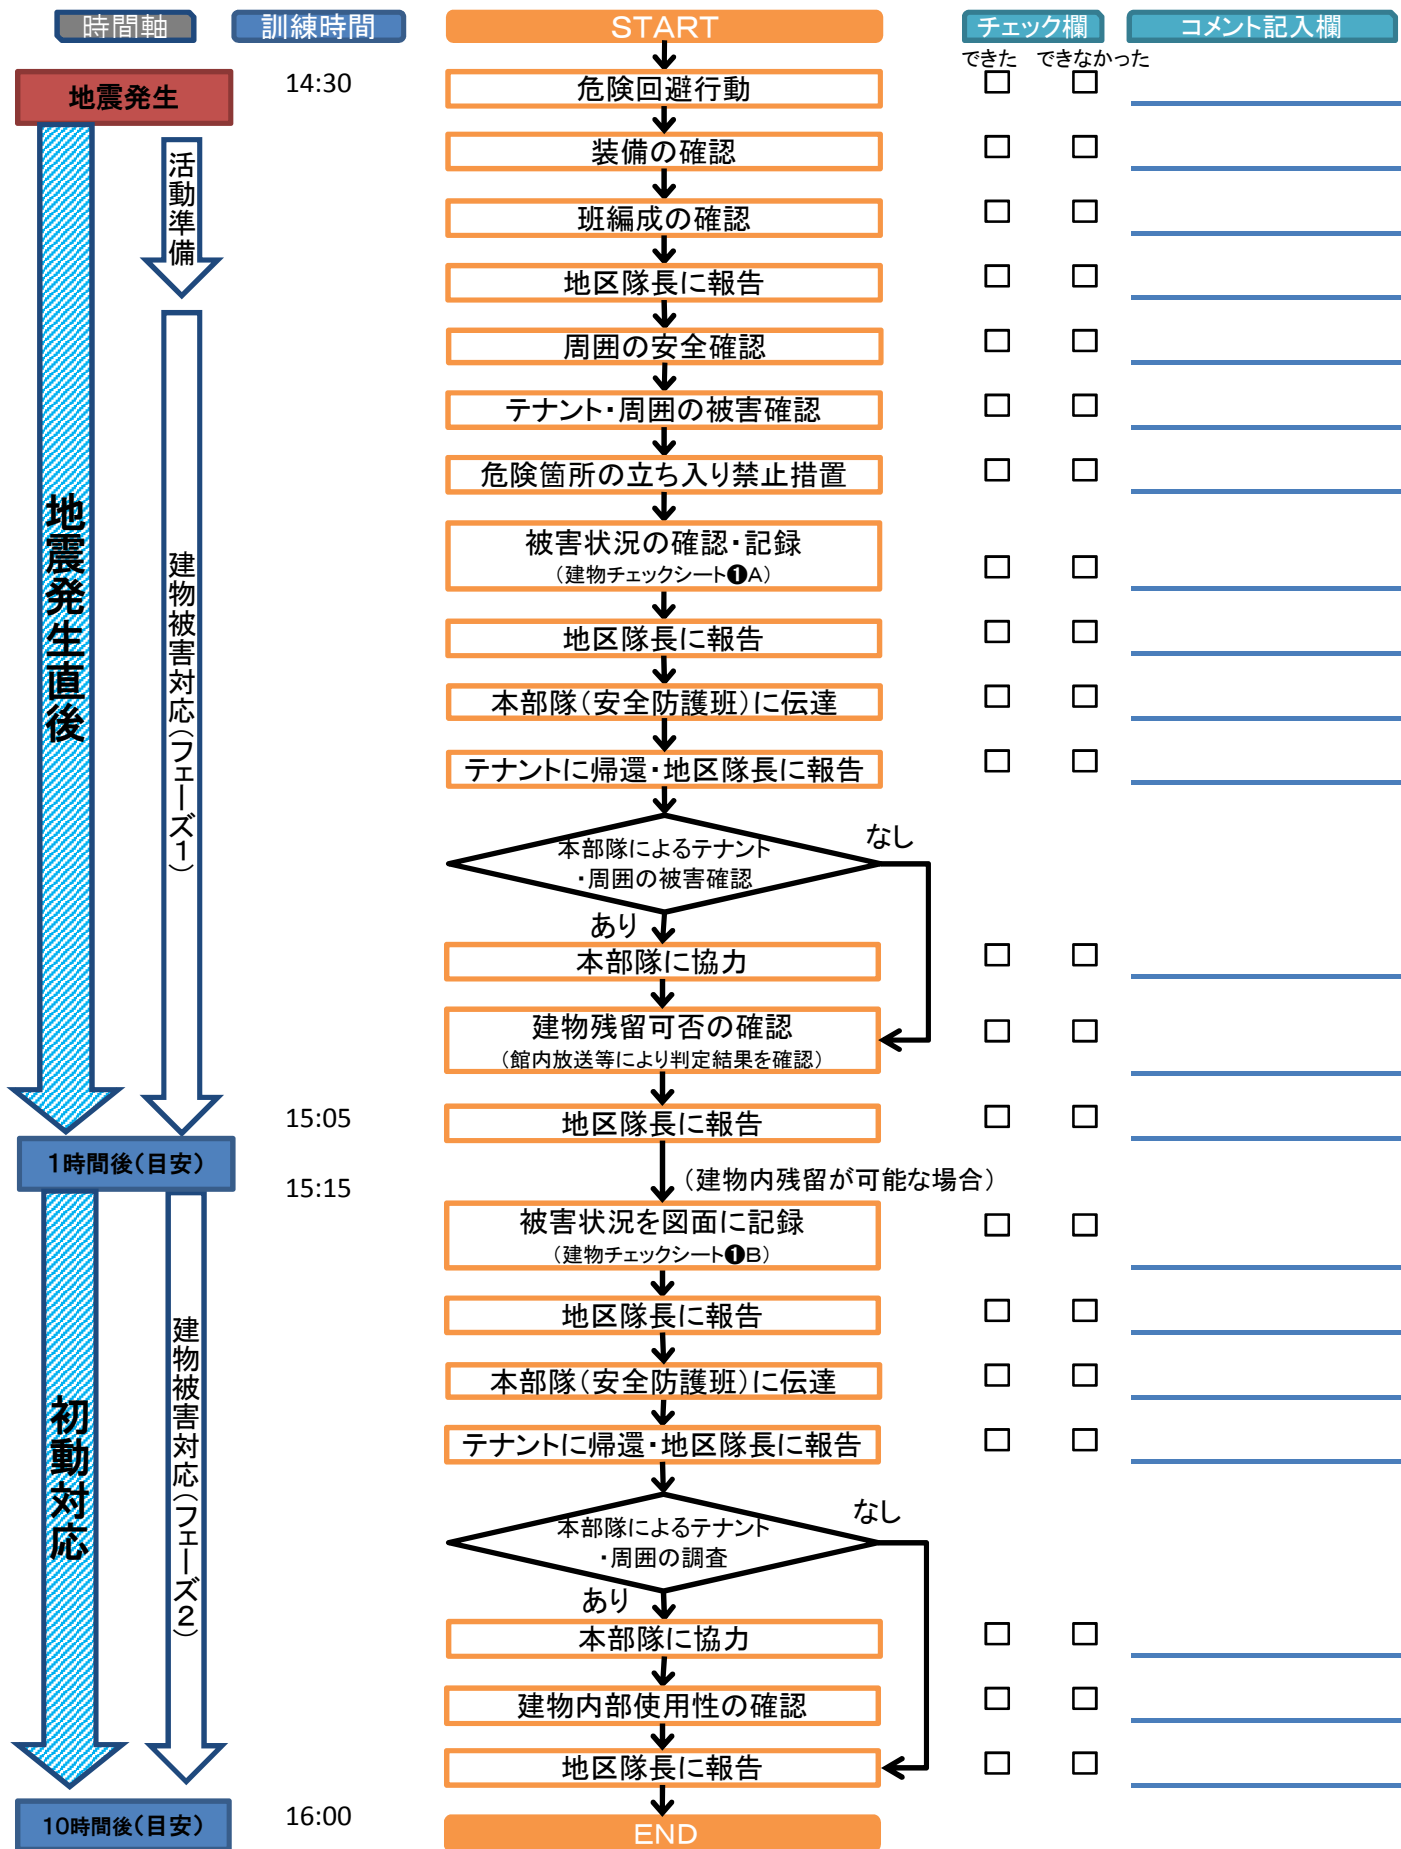 時間軸
訓練時間
START
チェック欄
コメント記入欄
できた
できなかった
地震発生
14:30
危険回避行動
装備の確認
活動準備
班編成の確認
地区隊長に報告
周囲の安全確認
テナント・周囲の被害確認
危険箇所の立ち入り禁止措置
地震発生直後
建物被害対応（フェーズ1）
被害状況の確認・記録
（建物チェックシート❶A）
地区隊長に報告
本部隊（安全防護班）に伝達
テナントに帰還・地区隊長に報告
本部隊によるテナント
・周囲の被害確認
なし
あり
本部隊に協力
建物残留可否の確認
（館内放送等により判定結果を確認）
15:05
地区隊長に報告
1時間後（目安）
15:15
（建物内残留が可能な場合）
被害状況を図面に記録
（建物チェックシート❶B）
地区隊長に報告
本部隊（安全防護班）に伝達
初動対応
建物被害対応（フェーズ2）
テナントに帰還・地区隊長に報告
本部隊によるテナント
・周囲の調査
なし
あり
本部隊に協力
建物内部使用性の確認
地区隊長に報告
10時間後（目安）
16:00
END